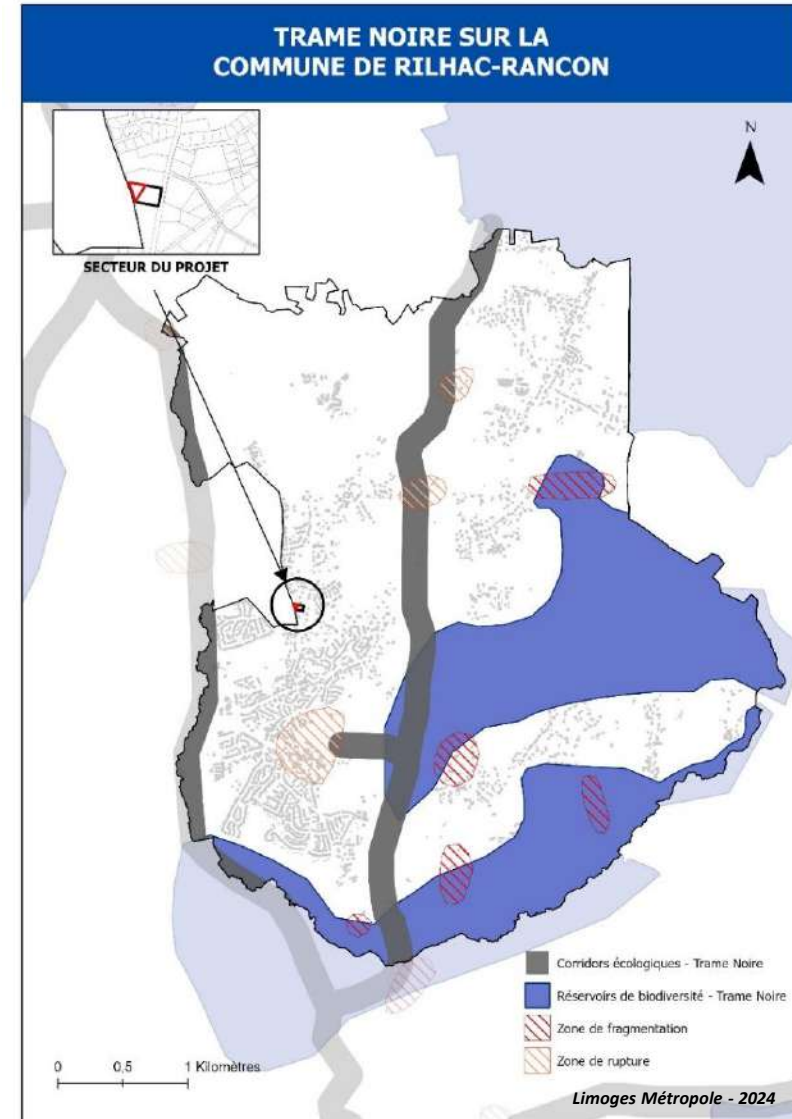 TRAME NOIRE SUR LA
COMMUNE DE RILHAC-RANCON
SECTEUR DU PROJET
N
Corridors écologiques - Trame Noire
Réservoirs de biodiversité - Trame Noire
Zone de fragmentation
Zone de rupture
0 0,5 1 Kilomètres
Limoges Métropole - 2024